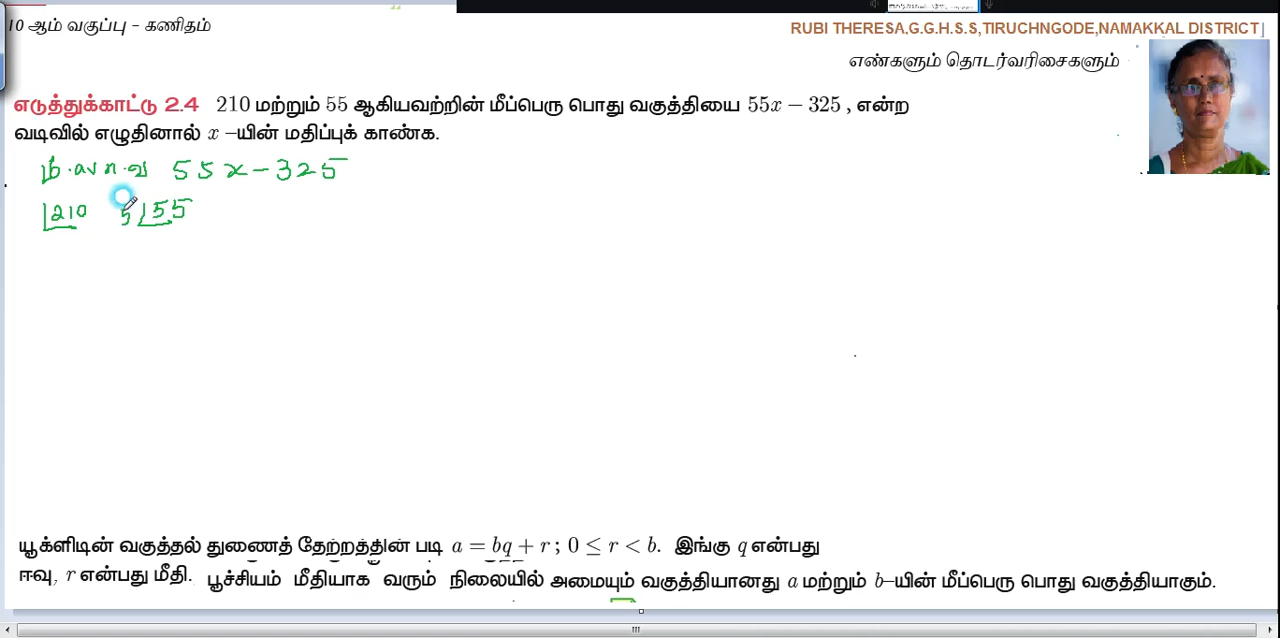 10 ஆம் வகுப்பு – கணிதம்
RUBI THERESA,G.G.H.S.S,TIRUCHNGODE,NAMAKKAL DISTRICT
எண்களும் தொடர்வரிசைகளும்
எடுத்துக்காட்டு 2.4 210 மற்றும் 55 ஆகியவற்றின் மீப்பெரு பொது வகுத்தியை 55x – 325 , என்ற
வடிவில் எழுதினால் x –யின் மதிப்புக் காண்க.
55x – 325
210 5 55
யூக்ளிடின் வகுத்தல் துணைத் தேற்றத்தின் படி a = bq + r ; 0 ≤ r < b. இங்கு q என்பது
ஈவு, r என்பது மீதி. பூச்சியம் மீதியாக வரும் நிலையில் அமையும் வகுத்தியானது a மற்றும் b–யின் மீப்பெரு பொது வகுத்தியாகும்.